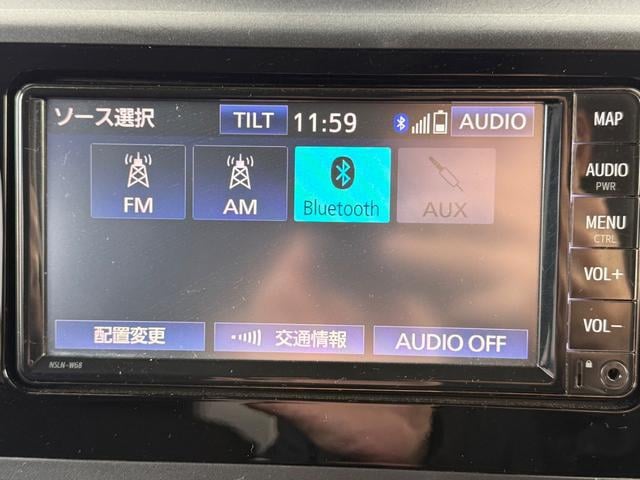 ソース選択 TILT 11:59 AUDIO
FM AM Bluetooth AUX
配置変更 交通情報 AUDIO OFF
NSLN-W68
MAP
AUDIO
PWR
MENU
CTRL
VOL+
VOL-